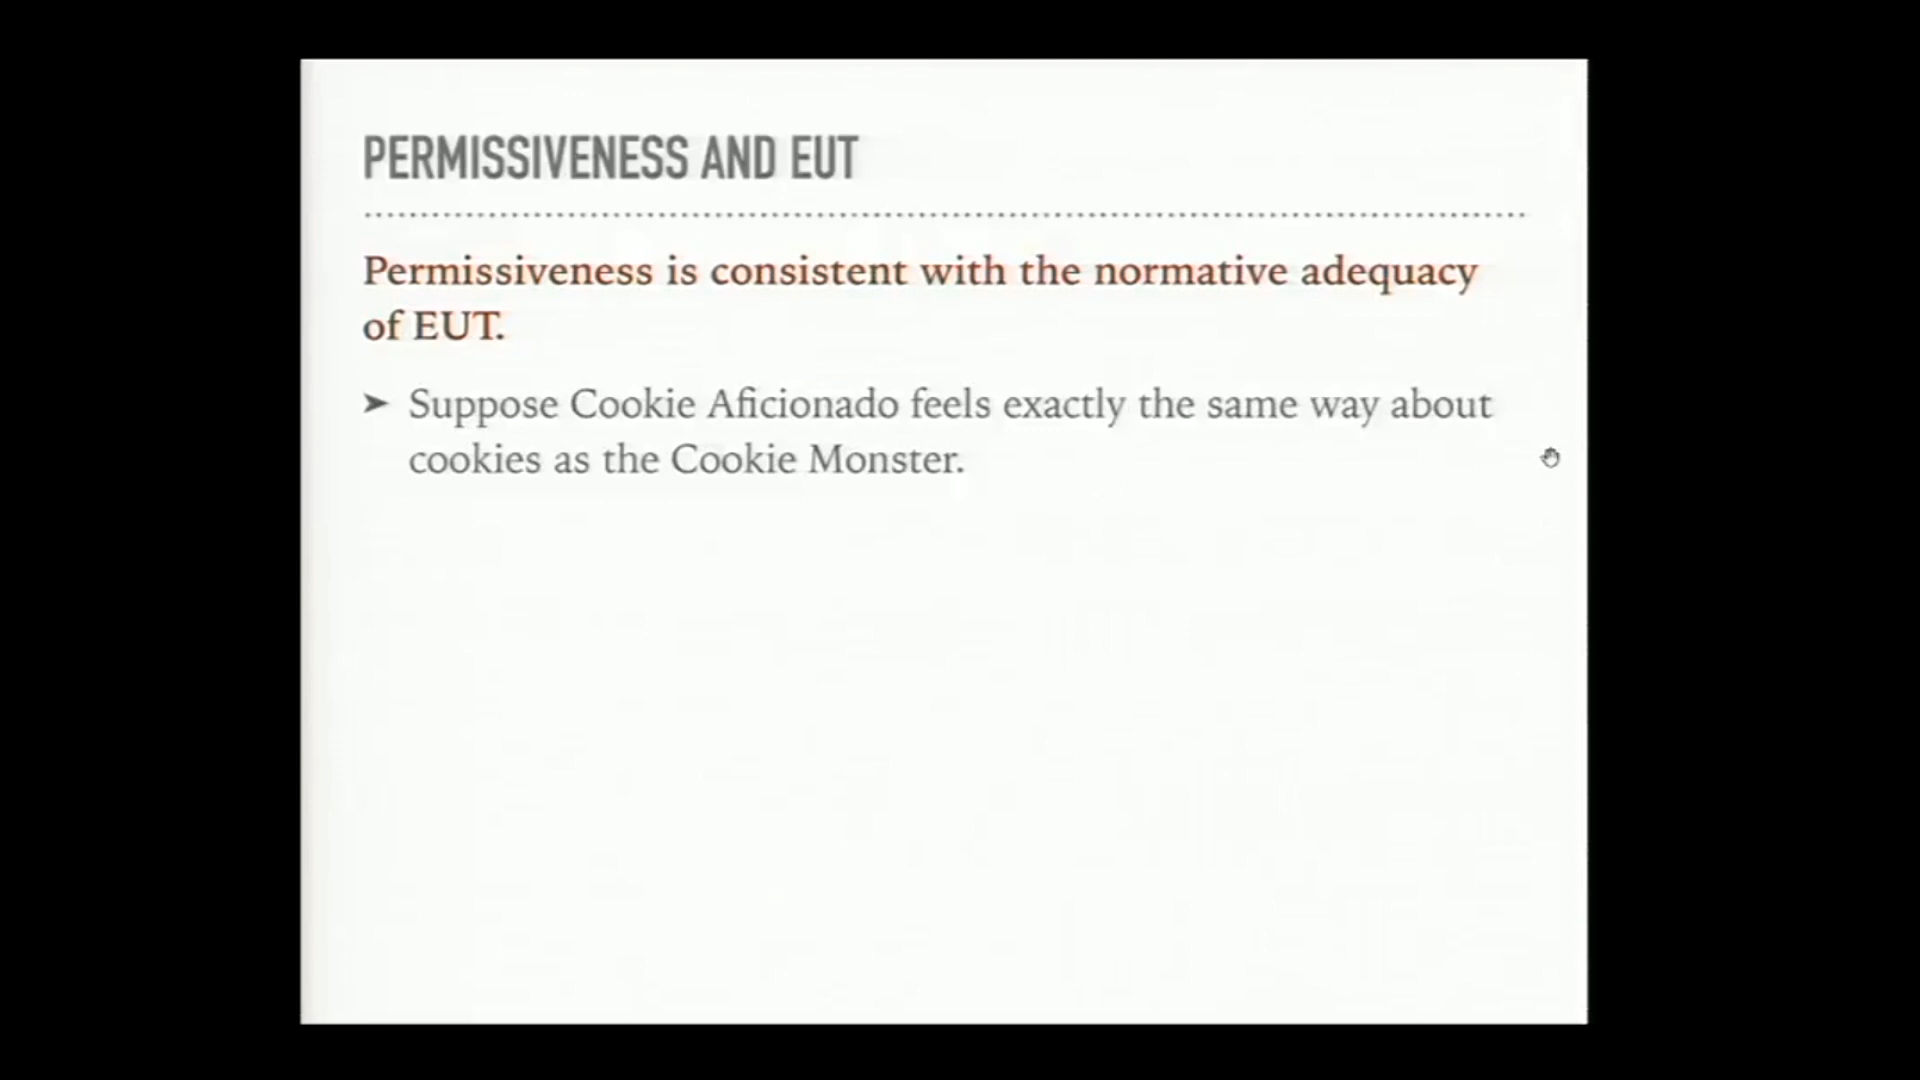 PERMISSIVENESS AND EUT
Permissiveness is consistent with the normative adequacy
of EUT.
➤ Suppose Cookie Aficionado feels exactly the same way about
cookies as the Cookie Monster.